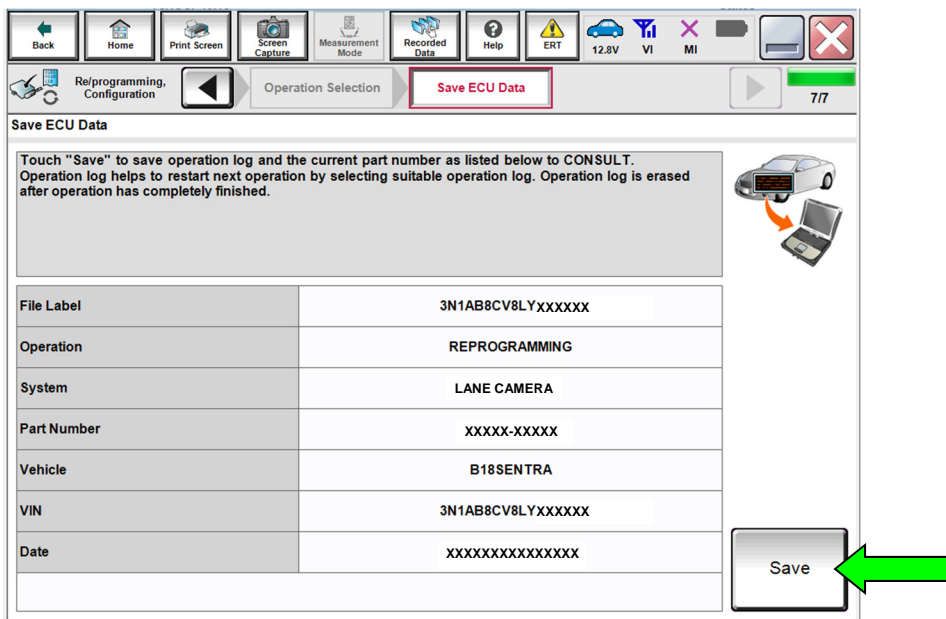 Back
Home
Print Screen
Screen
Capture
Measurement
Mode
Recorded
Data
Help
ERT
12.8V
VI
MI
Re/programming,
Configuration
Operation Selection
Save ECU Data
7/7
Save ECU Data
Touch "Save" to save operation log and the current part number as listed below to CONSULT.
Operation log helps to restart next operation by selecting suitable operation log. Operation log is erased
after operation has completely finished.
File Label
3N1AB8CV8LYXXXXXX
Operation
REPROGRAMMING
System
LANE CAMERA
Part Number
XXXXX-XXXXX
Vehicle
B18SENTRA
VIN
3N1AB8CV8LYXXXXXX
Date
XXXXXXXXXXXXXXX
Save